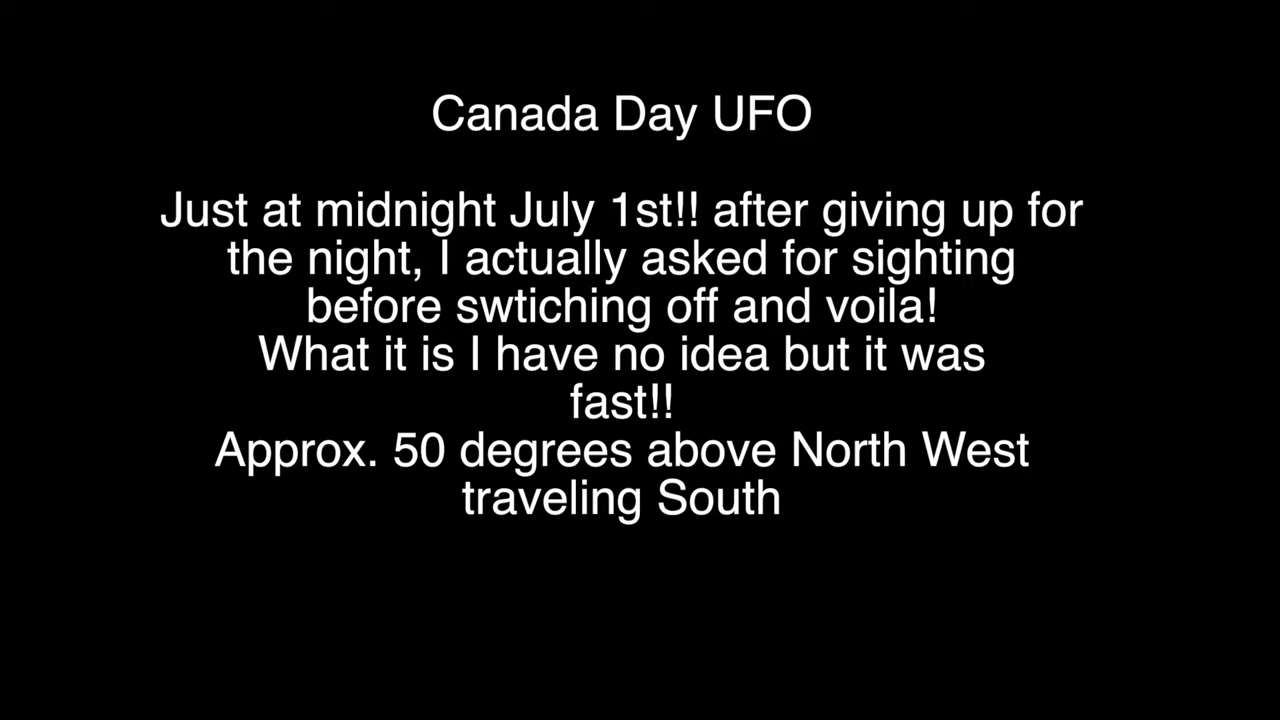 Canada Day UFO
Just at midnight July 1st!! after giving up for
the night, I actually asked for sighting
before swtiching off and voila!
What it is I have no idea but it was
fast!!
Approx. 50 degrees above North West
traveling South